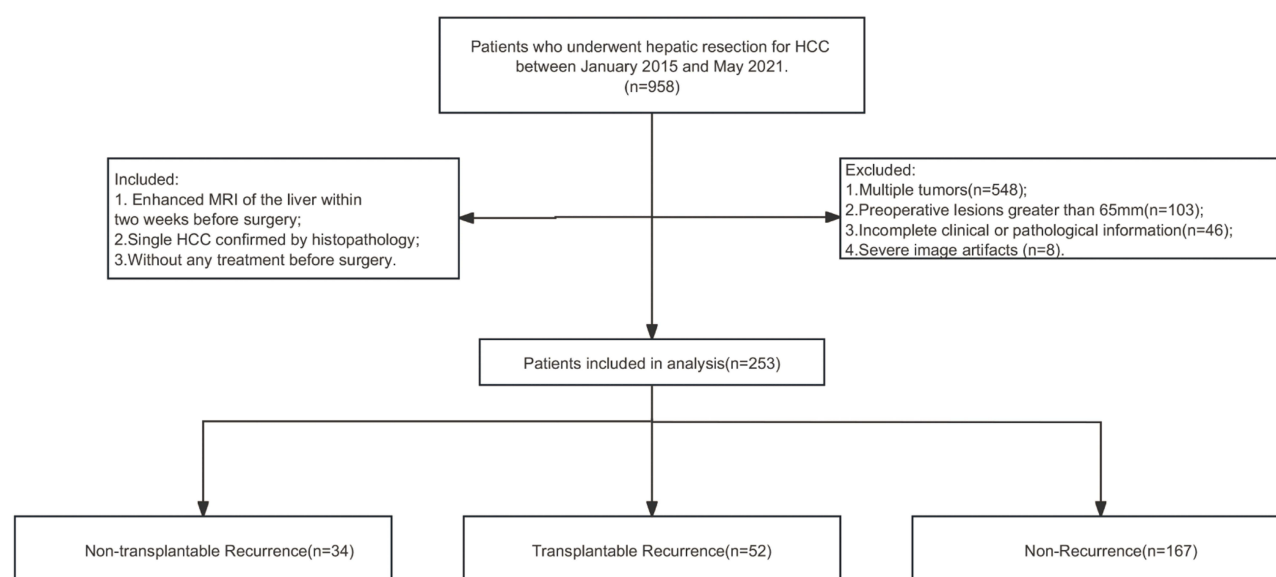 Patients who underwent hepatic resection for HCC
between January 2015 and May 2021.
(n=958)
Included:
1. Enhanced MRI of the liver within
two weeks before surgery;
2.Single HCC confirmed by histopathology;
3.Without any treatment before surgery.
Excluded:
1.Multiple tumors(n=548);
2.Preoperative lesions greater than 65mm(n=103);
3.Incomplete clinical or pathological information(n=46);
4.Severe image artifacts (n=8).
Patients included in analysis(n=253)
Non-transplantable Recurrence(n=34)
Transplantable Recurrence(n=52)
Non-Recurrence(n=167)